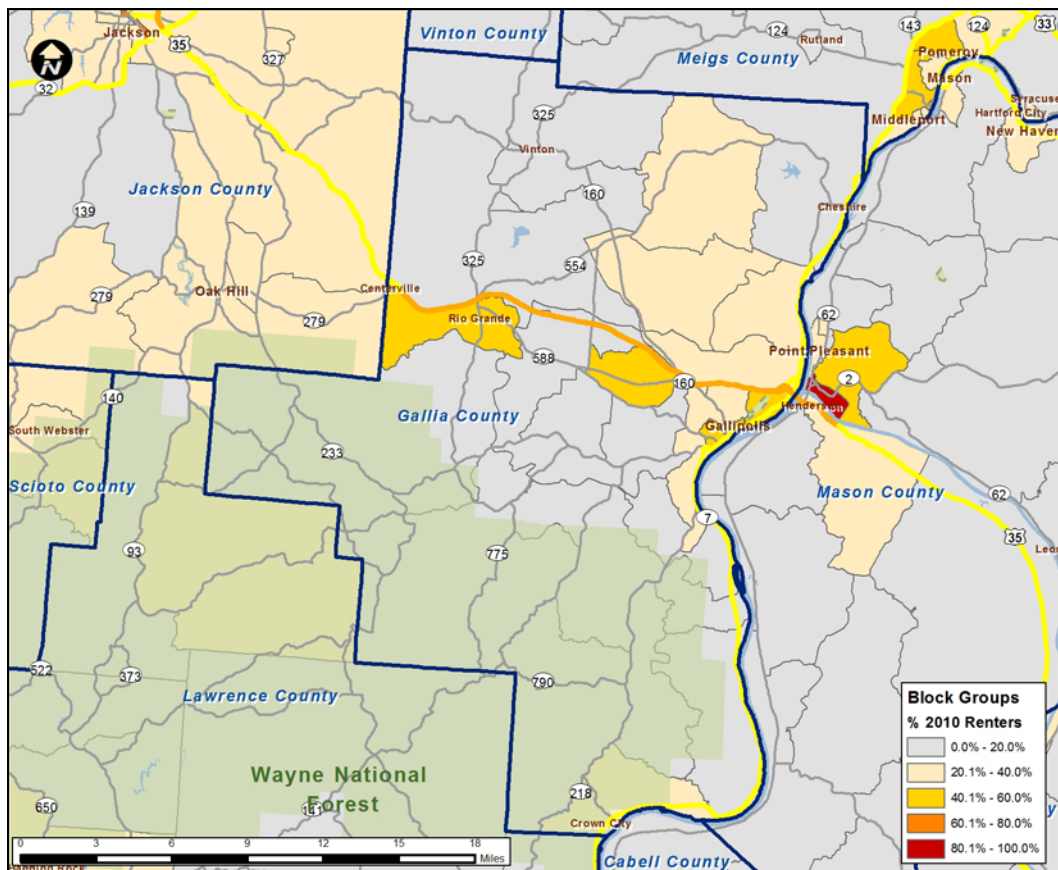 Jackson
35
327
32
N
Vinton County
124
Rutland
Meigs County
143
124
33
Pomeroy
Mason
Syracuse
Hartford City
New Haven
Middleport
325
Vinton
Jackson County
139
160
Cheshire
325
554
Centerville
Oak Hill
279
279
Rio Grande
588
62
Point Pleasant
2
160
Henderson
Gallipolis
Gallia County
140
South Webster
233
Scioto County
Mason County
62
7
35
93
775
522
373
790
Lawrence County
Wayne National
Forest
650
218
141
Crown City
Cabell County
Block Groups
% 2010 Renters
0.0% - 20.0%
20.1% - 40.0%
40.1% - 60.0%
60.1% - 80.0%
80.1% - 100.0%
0 3 6 9 12 15 18
Miles